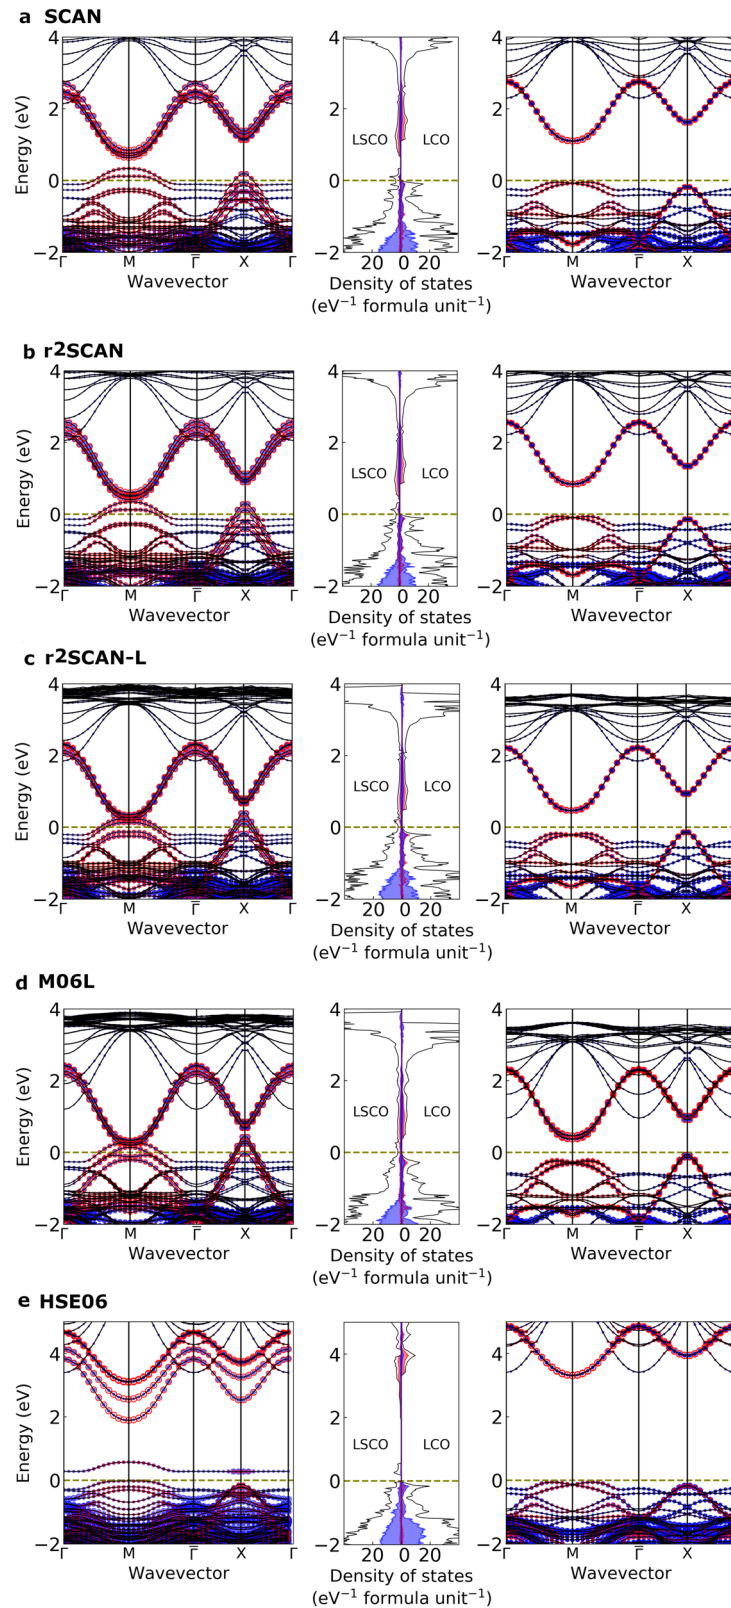 a SCAN
4
2
0
−2
Energy (eV)
Γ M Γ̅ X Γ
Wavevector
4
2
0
−2
LSCO LCO
20 0 20
Density of states
(eV⁻¹ formula unit⁻¹)
4
2
0
−2
Γ M Γ̅ X Γ
Wavevector
b r2SCAN
4
2
0
−2
Energy (eV)
Γ M Γ̅ X Γ
Wavevector
4
2
0
−2
LSCO LCO
20 0 20
Density of states
(eV⁻¹ formula unit⁻¹)
4
2
0
−2
Γ M Γ̅ X Γ
Wavevector
c r2SCAN-L
4
2
0
−2
Energy (eV)
Γ M Γ̅ X Γ
Wavevector
4
2
0
−2
LSCO LCO
20 0 20
Density of states
(eV⁻¹ formula unit⁻¹)
4
2
0
−2
Γ M Γ̅ X Γ
Wavevector
d M06L
4
2
0
−2
Energy (eV)
Γ M Γ̅ X Γ
Wavevector
4
2
0
−2
LSCO LCO
20 0 20
Density of states
(eV⁻¹ formula unit⁻¹)
4
2
0
−2
Γ M Γ̅ X Γ
Wavevector
e HSE06
4
2
0
−2
Energy (eV)
Γ M Γ̅ X Γ
Wavevector
4
2
0
−2
LSCO LCO
20 0 20
Density of states
(eV⁻¹ formula unit⁻¹)
4
2
0
−2
Γ M Γ̅ X Γ
Wavevector